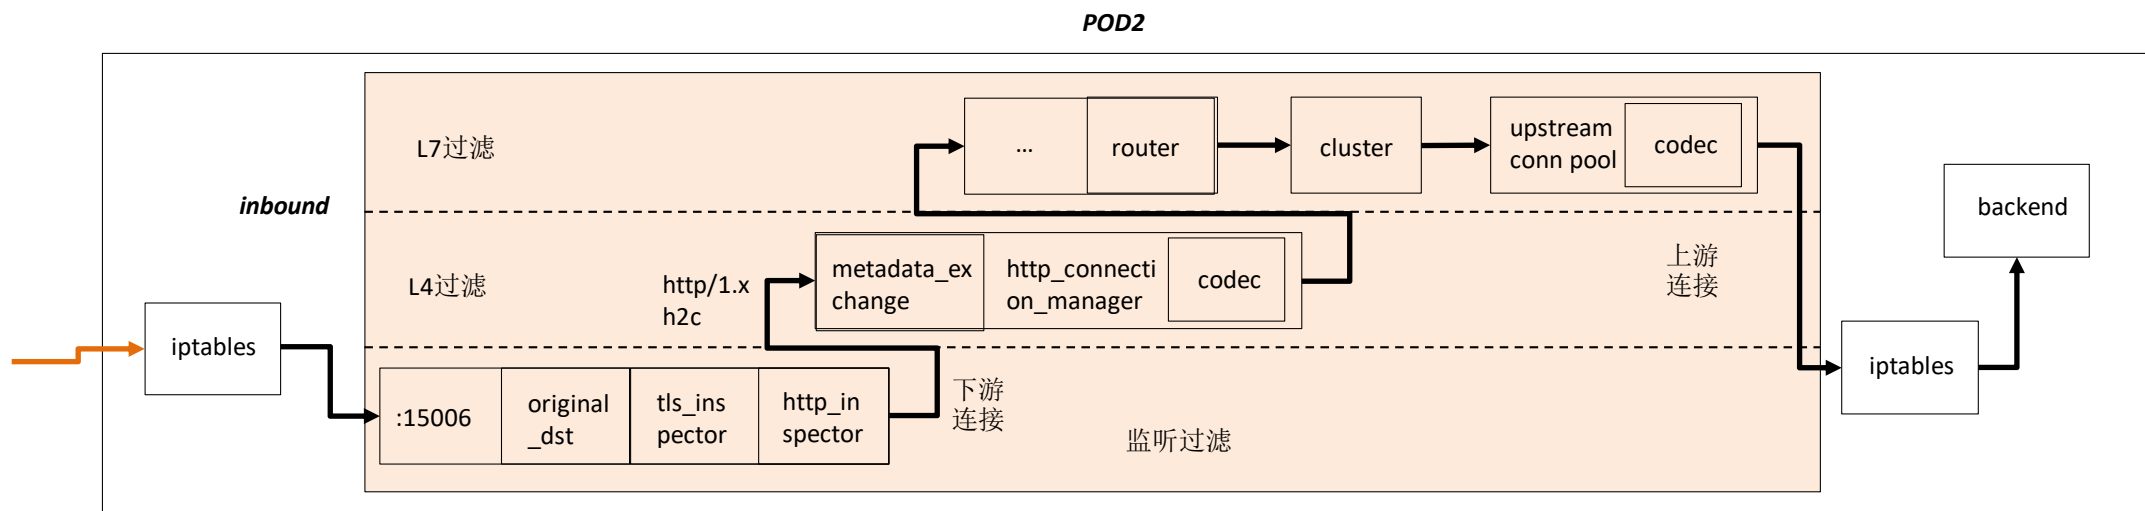 POD2
L7过滤
...
router
cluster
upstream
conn pool
codec
inbound
backend
L4过滤
http/1.x
h2c
metadata_ex
change
http_connecti
on_manager
codec
上游
连接
iptables
iptables
:15006
original
_dst
tls_ins
pector
http_in
spector
下游
连接
监听过滤